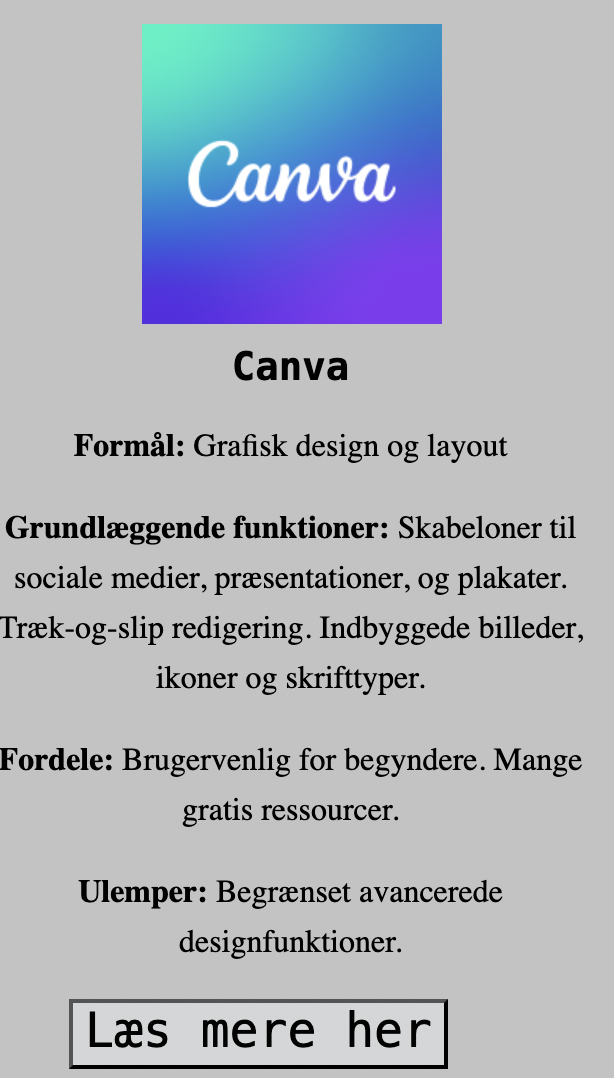 Canva
Canva
Formål: Grafisk design og layout
Grundlæggende funktioner: Skabeloner til
sociale medier, præsentationer, og plakater.
Træk-og-slip redigering. Indbyggede billeder,
ikoner og skrifttyper.
Fordele: Brugervenlig for begyndere. Mange
gratis ressourcer.
Ulemper: Begrænset avancerede
designfunktioner.
Læs mere her